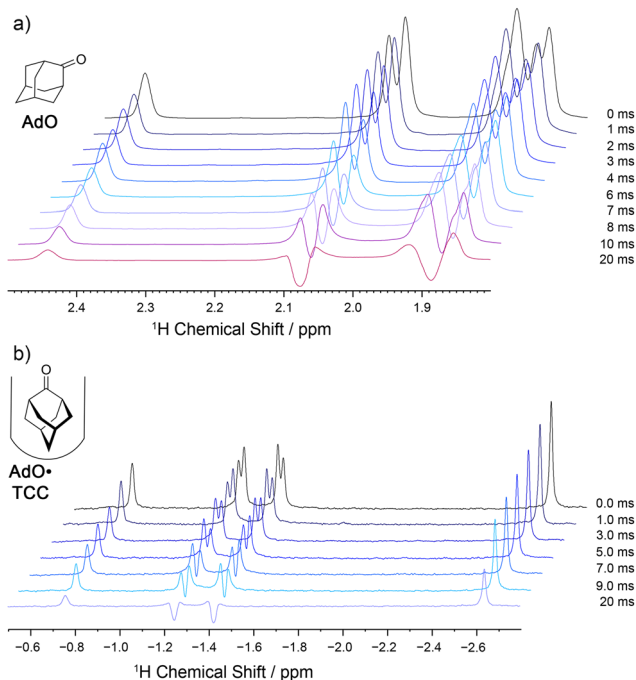 a)
O
AdO
0 ms
1 ms
2 ms
3 ms
4 ms
6 ms
7 ms
8 ms
10 ms
20 ms
2.4 2.3 2.1 2.0 1.9
¹H Chemical Shift / ppm
b)
O
AdO•
TCC
0.0 ms
1.0 ms
3.0 ms
5.0 ms
7.0 ms
9.0 ms
20 ms
−0.6 −0.8 −1.0 −1.2 −1.4 −1.6 −1.8 −2.0 −2.2 −2.4 −2.6
¹H Chemical Shift / ppm